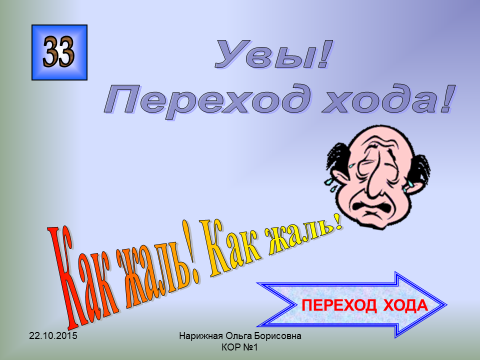 33
Увы!
Переход хода!
Как жаль! Как жаль!
ПЕРЕХОД ХОДА
22.10.2015
Нарижная Ольга Борисовна
КОР №1